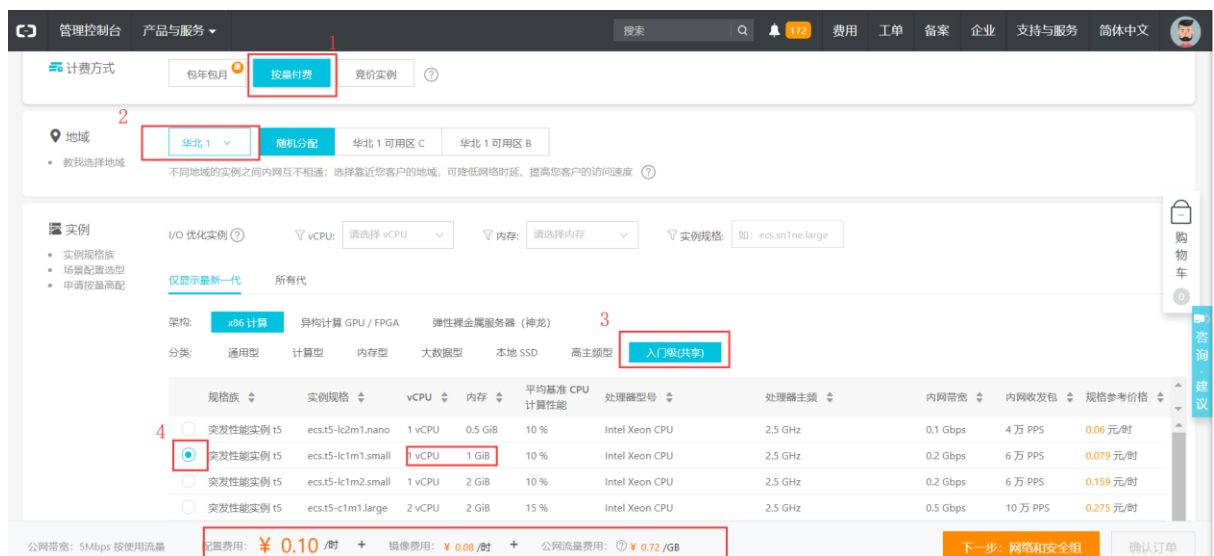 管理控制台 产品与服务 搜索 172 费用 工单 备案 企业 支持与服务 简体中文
1
计费方式 包年包月 按量付费 竞价实例 ?
2
地域 华北 1 随机分配 华北 1 可用区 C 华北 1 可用区 B
• 教我选择地域
不同地域的实例之间内网互不相通；选择靠近您客户的地域，可降低网络时延、提高您客户的访问速度 ?
实例 I/O 优化实例 ? vCPU: 请选择 vCPU 内存: 请选择内存 实例规格: 如：ecs.sn1ne.large
• 实例规格族
• 场景配置选型
• 申请按量高配
仅显示最新一代 所有代
购物车
0
架构: x86 计算 异构计算 GPU / FPGA 弹性裸金属服务器（神龙） 3
分类: 通用型 计算型 内存型 大数据型 本地 SSD 高主频型 入门级(共享)
咨询·建议
规格族 实例规格 vCPU 内存 平均基准 CPU 计算性能 处理器型号 处理器主频 内网带宽 内网收发包 规格参考价格
4
突发性能实例 t5 ecs.t5-lc2m1.nano 1 vCPU 0.5 GiB 10 % Intel Xeon CPU 2.5 GHz 0.1 Gbps 4 万 PPS 0.06 元/时
突发性能实例 t5 ecs.t5-lc1m1.small 1 vCPU 1 GiB 10 % Intel Xeon CPU 2.5 GHz 0.2 Gbps 6 万 PPS 0.079 元/时
突发性能实例 t5 ecs.t5-lc1m2.small 1 vCPU 2 GiB 10 % Intel Xeon CPU 2.5 GHz 0.2 Gbps 6 万 PPS 0.159 元/时
突发性能实例 t5 ecs.t5-c1m1.large 2 vCPU 2 GiB 15 % Intel Xeon CPU 2.5 GHz 0.5 Gbps 10 万 PPS 0.275 元/时
公网带宽：5Mbps 按使用流量 配置费用: ¥ 0.10 /时 + 镜像费用: ¥ 0.08 /时 + 公网流量费用: ? ¥ 0.72 /GB 下一步：网络和安全组 确认订单